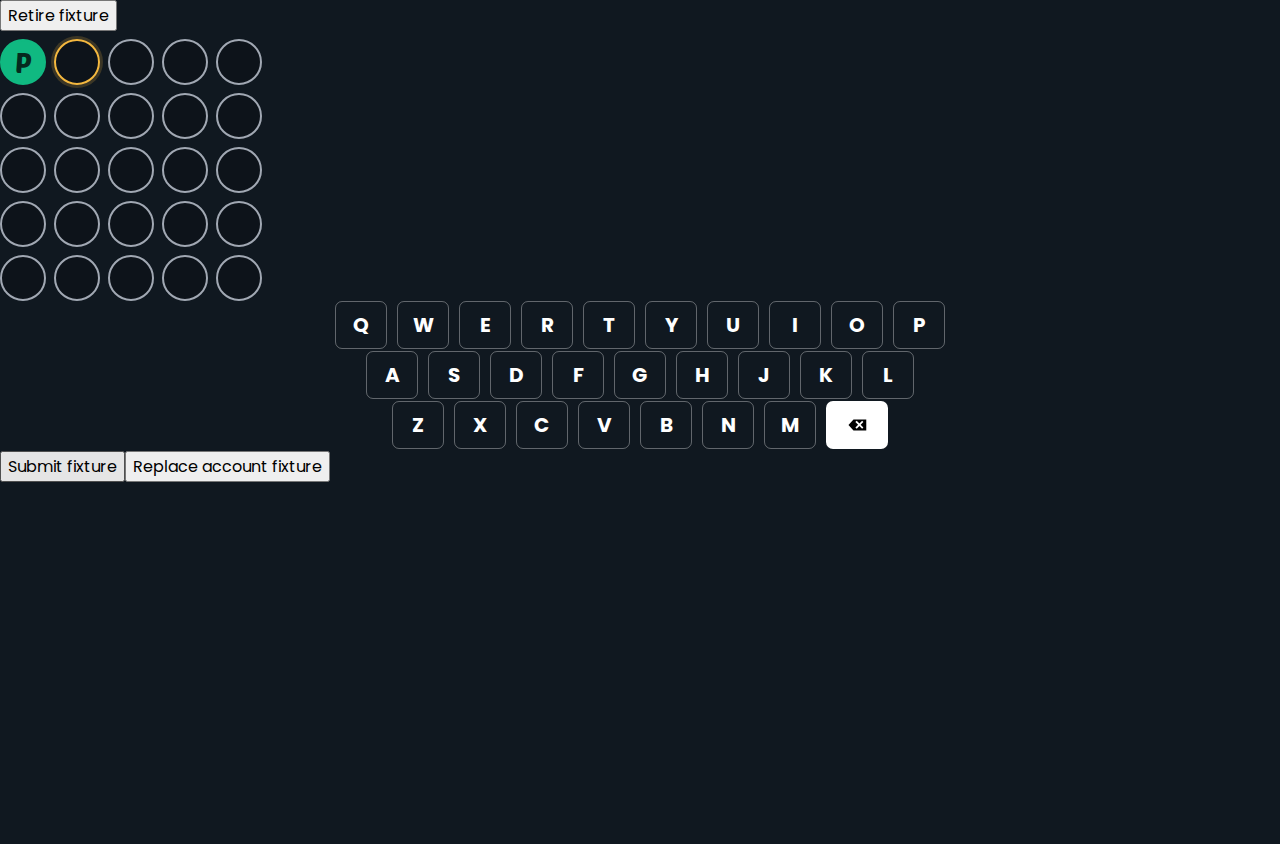 Retire fixture
P
Q W E R T Y U I O P
A S D F G H J K L
Z X C V B N M
Submit fixture Replace account fixture